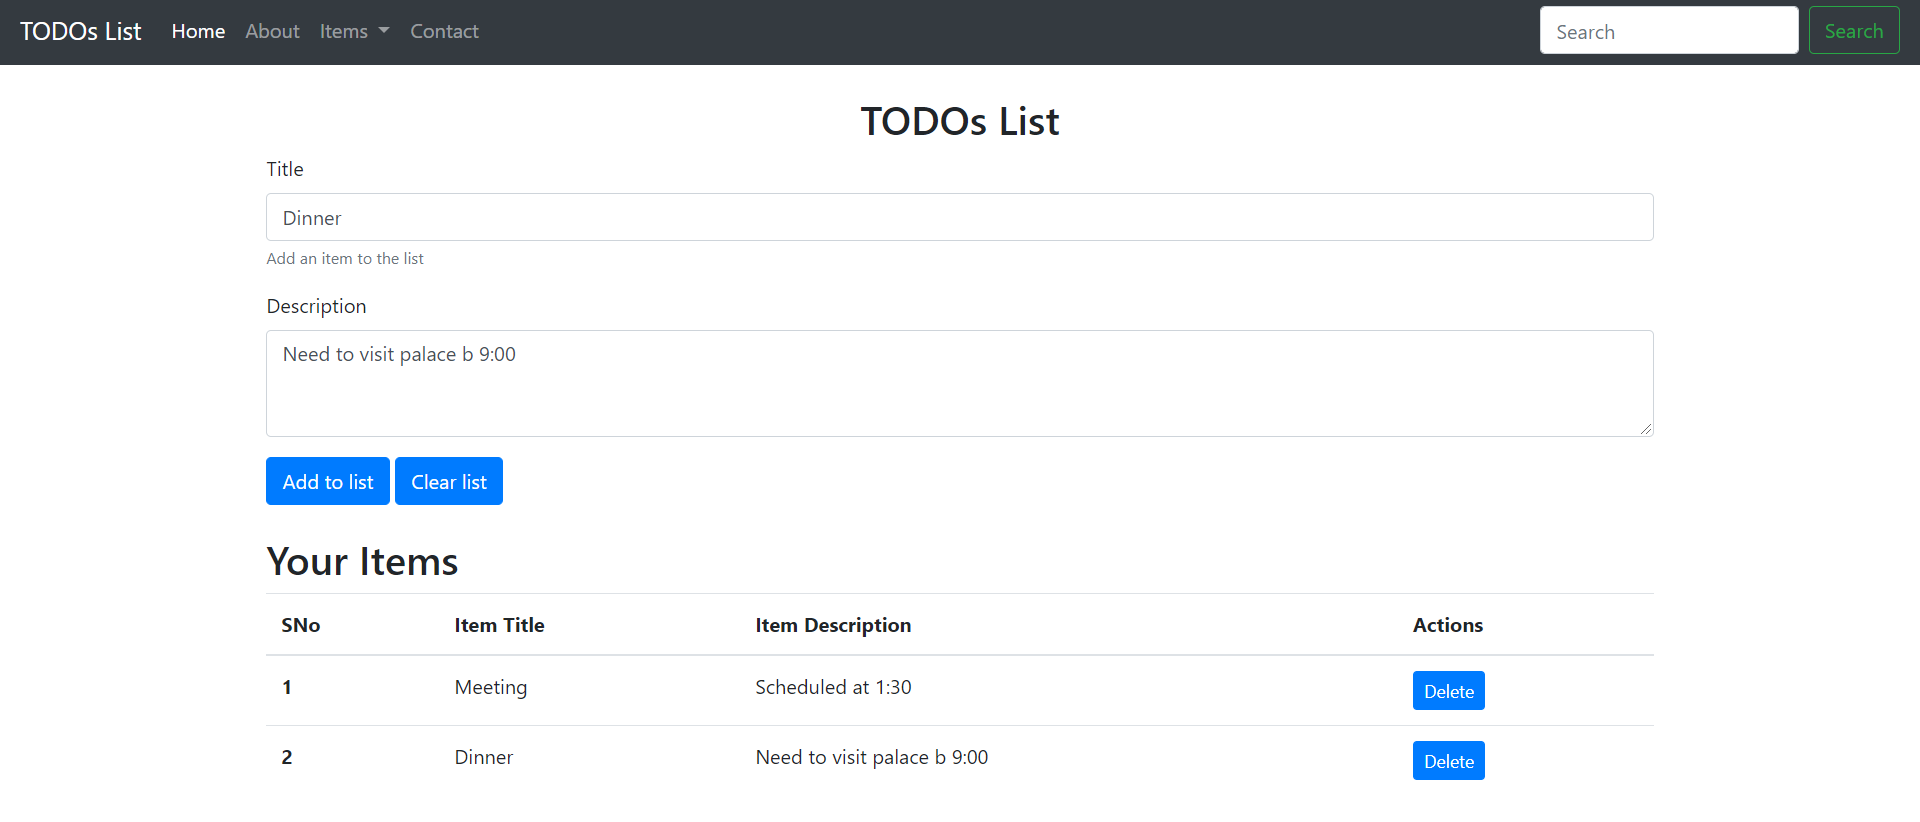 TODOs List Home About Items Contact Search Search
TODOs List
Title
Dinner
Add an item to the list
Description
Need to visit palace b 9:00
Add to list Clear list
Your Items
SNo Item Title Item Description Actions
1 Meeting Scheduled at 1:30 Delete
2 Dinner Need to visit palace b 9:00 Delete